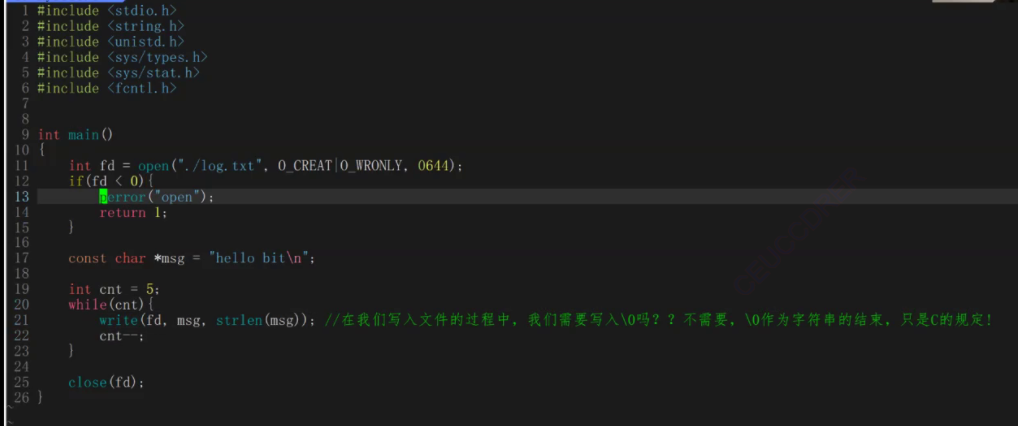 1 #include <stdio.h>
2 #include <string.h>
3 #include <unistd.h>
4 #include <sys/types.h>
5 #include <sys/stat.h>
6 #include <fcntl.h>
7
8
9 int main()
10 {
11     int fd = open("./log.txt", O_CREAT|O_WRONLY, 0644);
12     if(fd < 0){
13         perror("open");
14         return 1;
15     }
16
17     const char *msg = "hello bit\n";
18
19     int cnt = 5;
20     while(cnt){
21         write(fd, msg, strlen(msg)); //在我们写入文件的过程中，我们需要写入\0吗？？不需要，\0作为字符串的结束，只是C的规定！
22         cnt--;
23     }
24
25     close(fd);
26 }
~
~